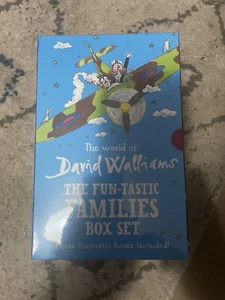 The world of
David Walliams
THE FUN-TASTIC
FAMILIES
BOX SET
Three fantastic books included!